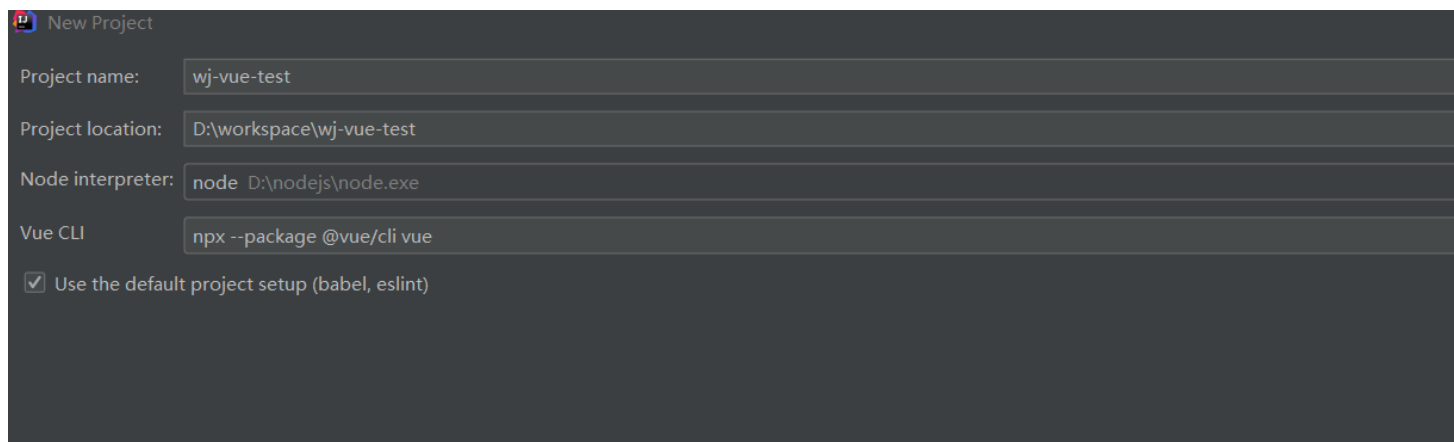 New Project
Project name: wj-vue-test
Project location: D:\workspace\wj-vue-test
Node interpreter: node D:\nodejs\node.exe
Vue CLI npx --package @vue/cli vue
Use the default project setup (babel, eslint)